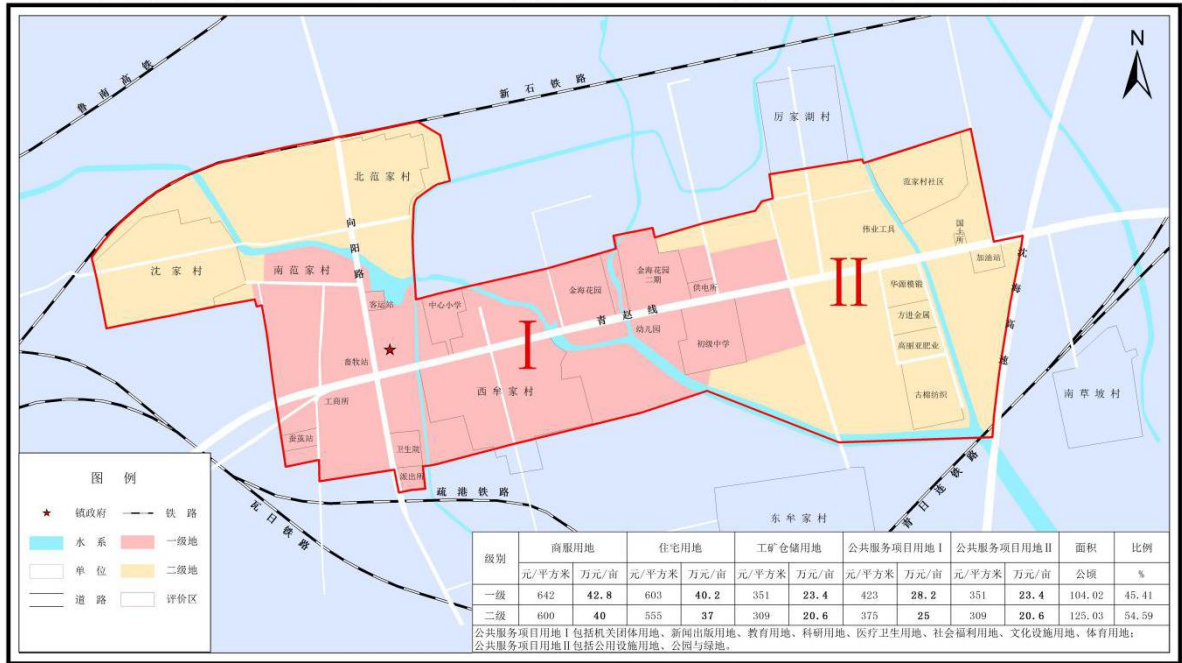 N
鲁南高铁
新石铁路
厉家湖村
北范家村
范家村社区
向阳路
国土所
伟业工具
沈家村
南范家村
加油站
沈海高速
金海花园二期
供电所
华源模锻
客运站
中心小学
金海花园
II
青赵线
方进金属
幼儿园
I
初级中学
高丽亚肥业
畜牧站
西牟家村
南草坡村
工商所
古棉纺织
蚕茧站
卫生院
派出所
疏港铁路
瓦日铁路
青日连铁路
东牟家村
图 例
镇政府 铁 路
水 系 一级地
单 位 二级地
道 路 评价区
级别 商服用地 住宅用地 工矿仓储用地 公共服务项目用地Ⅰ 公共服务项目用地Ⅱ 面积 比例
元/平方米 万元/亩 元/平方米 万元/亩 元/平方米 万元/亩 元/平方米 万元/亩 元/平方米 万元/亩 公顷 %
一级 642 42.8 603 40.2 351 23.4 423 28.2 351 23.4 104.02 45.41
二级 600 40 555 37 309 20.6 375 25 309 20.6 125.03 54.59
公共服务项目用地Ⅰ包括机关团体用地、新闻出版用地、教育用地、科研用地、医疗卫生用地、社会福利用地、文化设施用地、体育用地；
公共服务项目用地Ⅱ包括公用设施用地、公园与绿地。